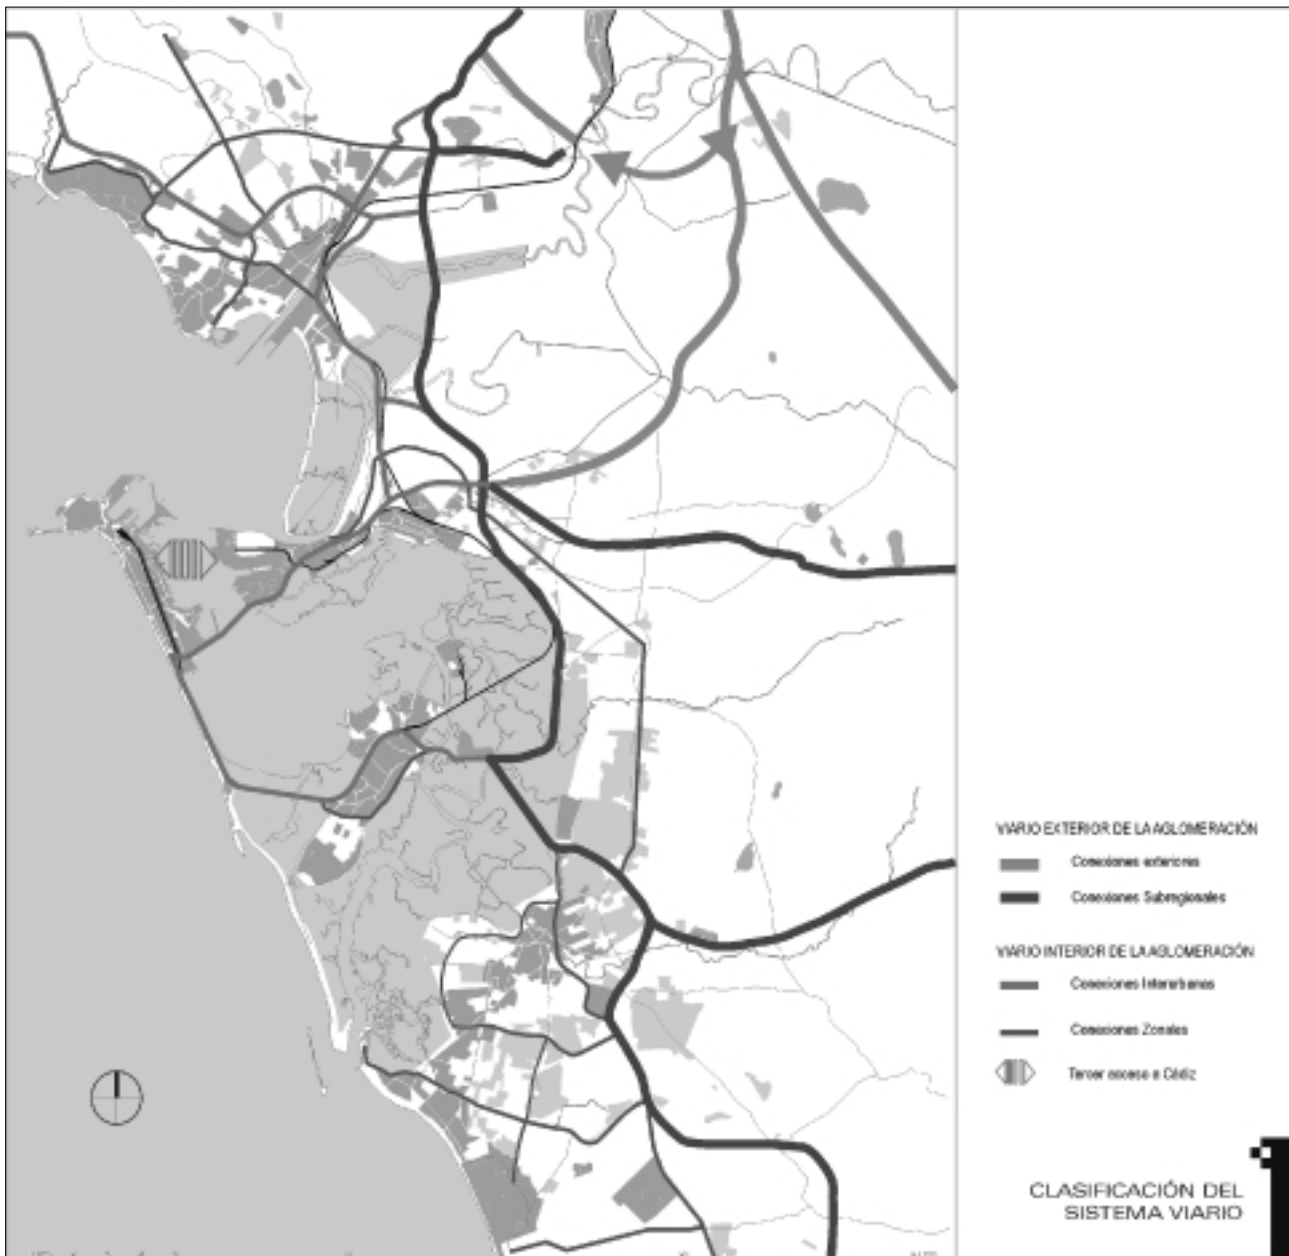 VIARIO EXTERIOR DE LA AGLOMERACIÓN
Conexiones exteriores
Conexiones Subregionales
VIARIO INTERIOR DE LA AGLOMERACIÓN
Conexiones Interurbanas
Conexiones Zonales
Tercer acceso a Cádiz
CLASIFICACIÓN DEL
SISTEMA VIARIO